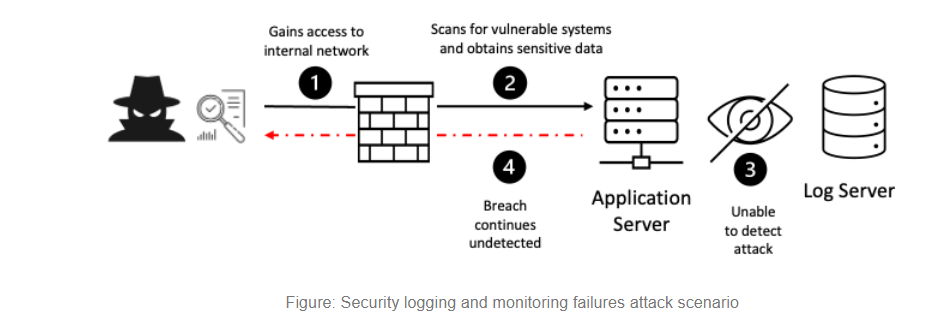 Gains access to
internal network
1
Scans for vulnerable systems
and obtains sensitive data
2
4
Breach
continues
undetected
Application
Server
3
Unable
to detect
attack
Log Server
Figure: Security logging and monitoring failures attack scenario